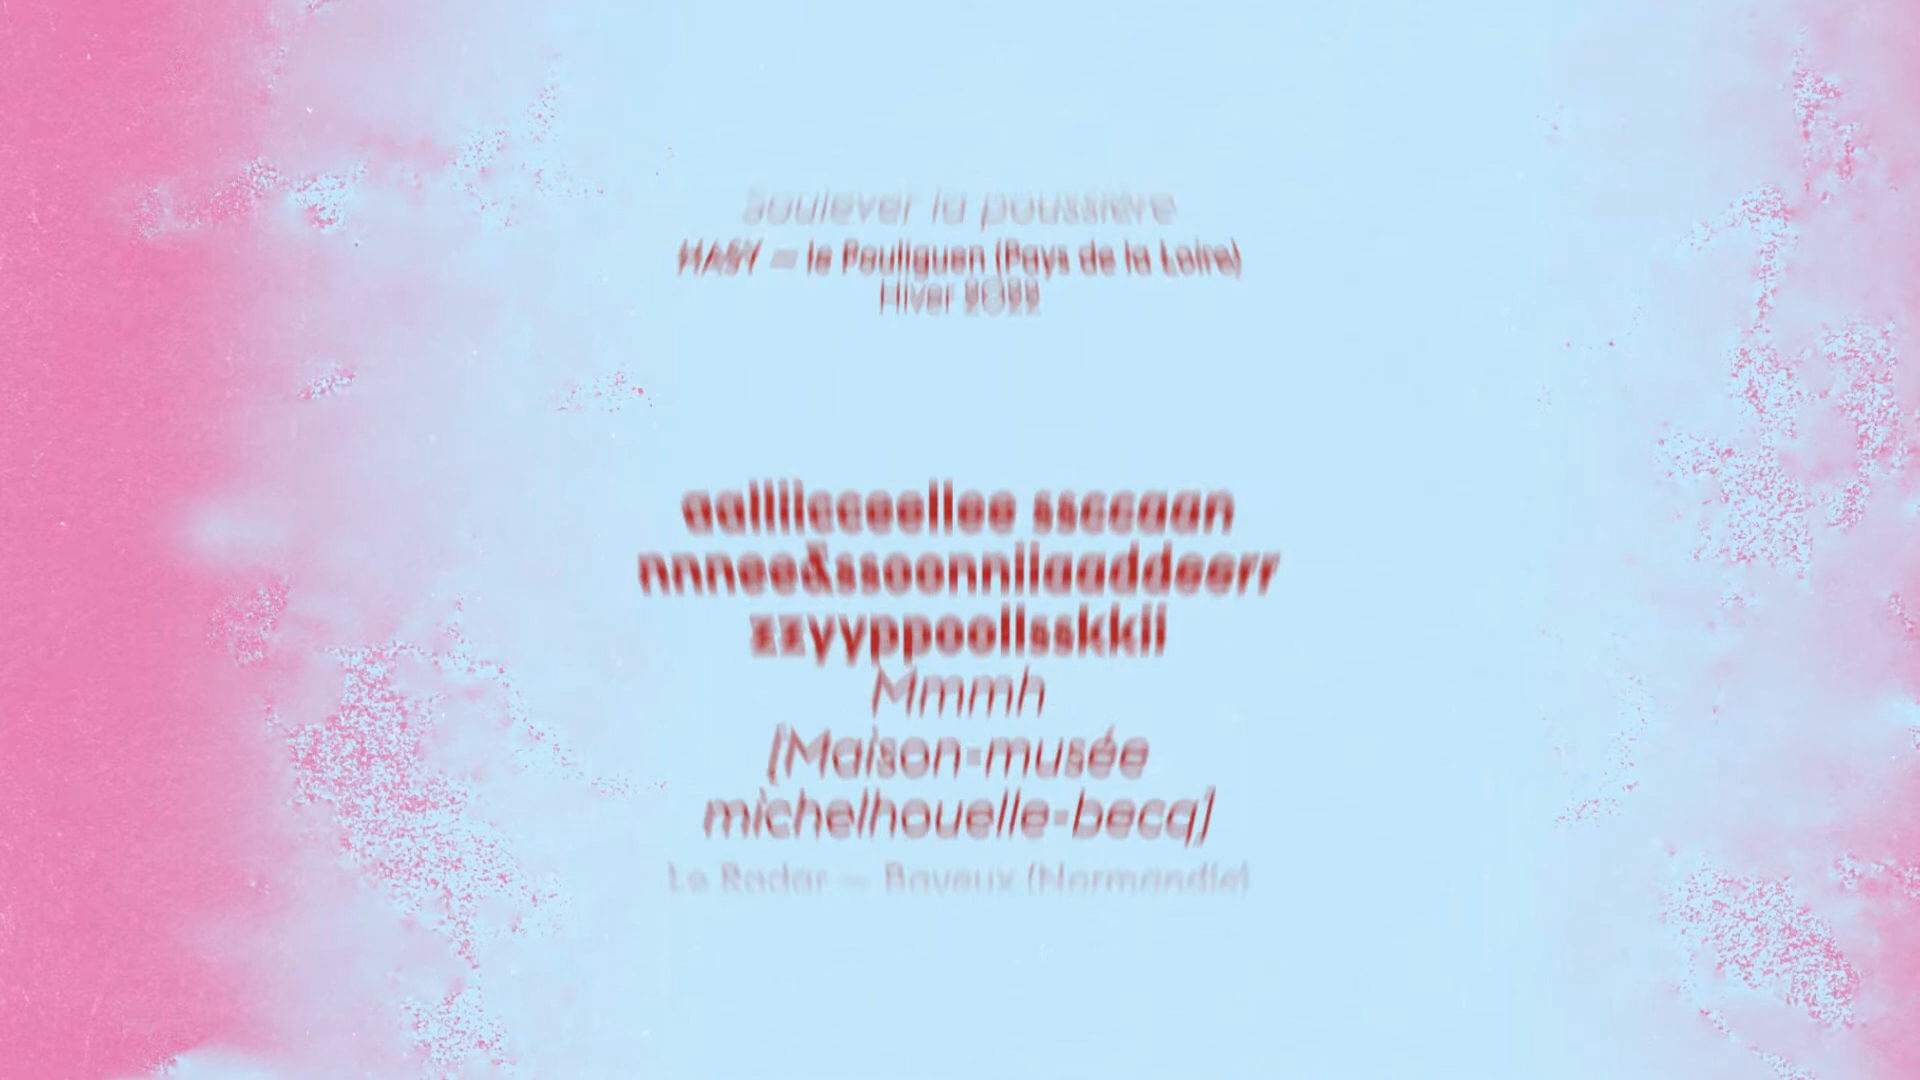 Soulever la poussière
HASY — le Pouliguen (Pays de la Loire)
Hiver 2022
aalliicceellee ssccaan
nnnee&ssoonniiaaddeerr
zzyyppoollsskkii
Mmmh
[Maison-musée
michelhouelle-becq]
Le Radar — Bayeux (Normandie)